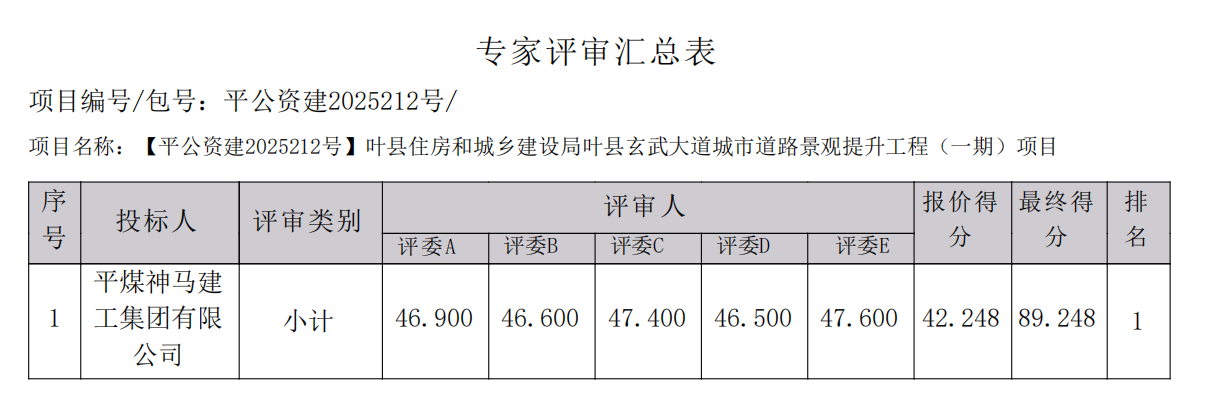 专家评审汇总表
项目编号/包号：平公资建2025212号/
项目名称：【平公资建2025212号】叶县住房和城乡建设局叶县玄武大道城市道路景观提升工程（一期）项目
序号 投标人 评审类别 评审人 报价得分 最终得分 排名
评委A 评委B 评委C 评委D 评委E
1 平煤神马建工集团有限公司 小计 46.900 46.600 47.400 46.500 47.600 42.248 89.248 1